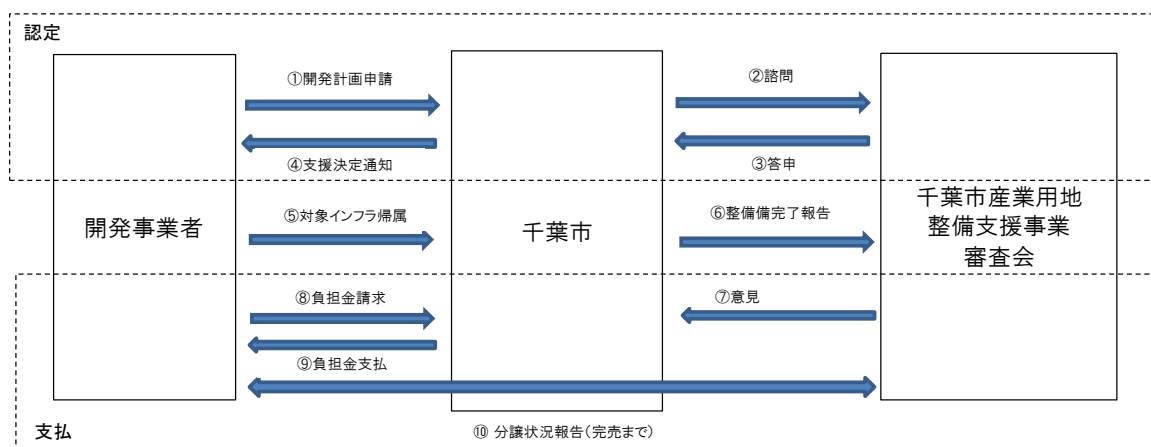 認定
①開発計画申請
②諮問
④支援決定通知
③答申
開発事業者
⑤対象インフラ帰属
千葉市
⑥整備備完了報告
千葉市産業用地
整備支援事業
審査会
⑧負担金請求
⑦意見
⑨負担金支払
支払
⑩ 分譲状況報告(完売まで)